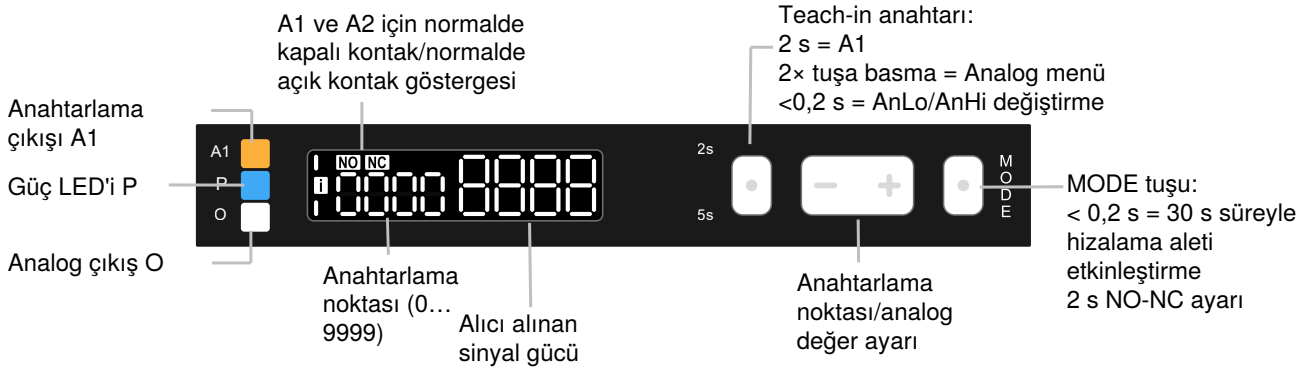 Teach-in anahtarı:
2 s = A1
2× tuşa basma = Analog menü
<0,2 s = AnLo/AnHi değiştirme
A1 ve A2 için normalde
kapalı kontak/normalde
açık kontak göstergesi
Anahtarlama
çıkışı A1
Güç LED'i P
Analog çıkış O
A1
P
O
NO NC
i
0000 8888
2s
5s
− +
MODE
MODE tuşu:
< 0,2 s = 30 s süreyle
hizalama aleti
etkinleştirme
2 s NO-NC ayarı
Anahtarlama
noktası (0…
9999)
Alıcı alınan
sinyal gücü
Anahtarlama
noktası/analog
değer ayarı